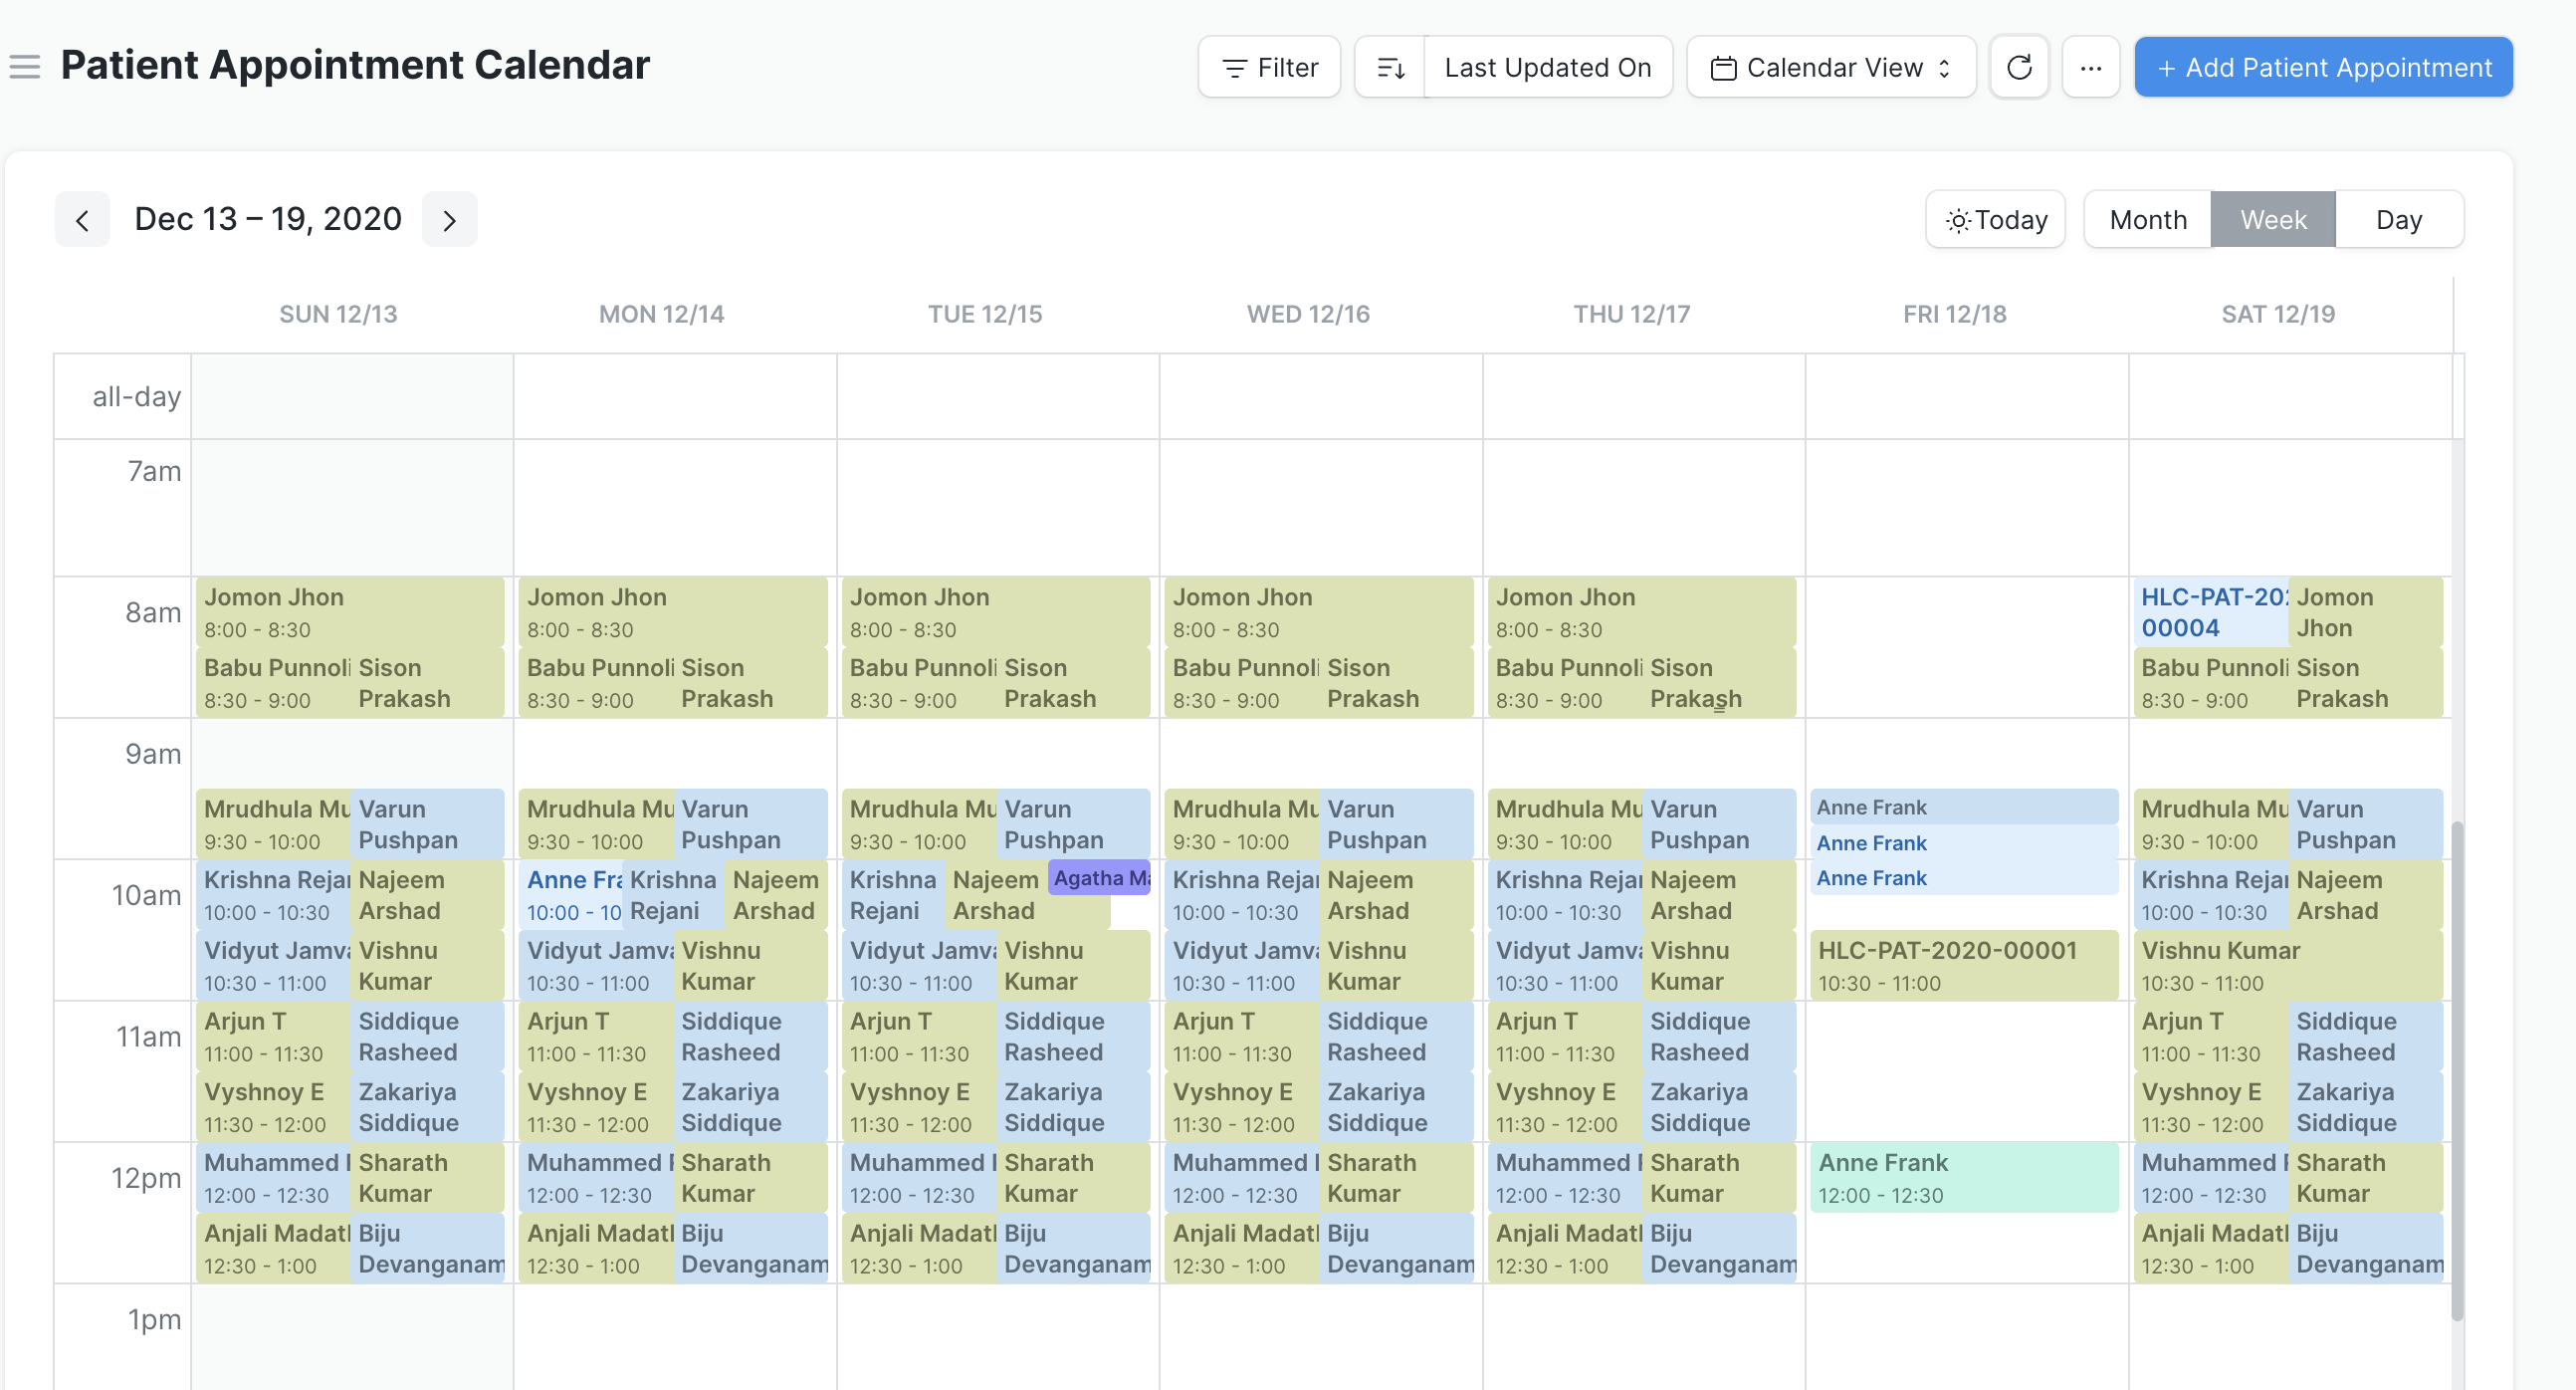 Patient Appointment Calendar
Filter
Last Updated On
Calendar View
+ Add Patient Appointment
Dec 13 – 19, 2020
Today
Month
Week
Day
SUN 12/13
MON 12/14
TUE 12/15
WED 12/16
THU 12/17
FRI 12/18
SAT 12/19
all-day
7am
8am
9am
10am
11am
12pm
1pm
Jomon Jhon
8:00 - 8:30
Babu Punnoli
8:30 - 9:00
Sison
Prakash
Mrudhula Mu
9:30 - 10:00
Varun
Pushpan
Krishna Reja
10:00 - 10:30
Najeem
Arshad
Vidyut Jamva
10:30 - 11:00
Vishnu
Kumar
Arjun T
11:00 - 11:30
Siddique
Rasheed
Vyshnoy E
11:30 - 12:00
Zakariya
Siddique
Muhammed
12:00 - 12:30
Sharath
Kumar
Anjali Madat
12:30 - 1:00
Biju
Devanganam
Jomon Jhon
8:00 - 8:30
Babu Punnoli
8:30 - 9:00
Sison
Prakash
Mrudhula Mu
9:30 - 10:00
Varun
Pushpan
Anne Fra
10:00 - 10
Krishna
Rejani
Najeem
Arshad
Vidyut Jamva
10:30 - 11:00
Vishnu
Kumar
Arjun T
11:00 - 11:30
Siddique
Rasheed
Vyshnoy E
11:30 - 12:00
Zakariya
Siddique
Muhammed
12:00 - 12:30
Sharath
Kumar
Anjali Madat
12:30 - 1:00
Biju
Devanganam
Jomon Jhon
8:00 - 8:30
Babu Punnoli
8:30 - 9:00
Sison
Prakash
Mrudhula Mu
9:30 - 10:00
Varun
Pushpan
Krishna
Rejani
Najeem
Arshad
Agatha Ma
Vidyut Jamva
10:30 - 11:00
Vishnu
Kumar
Arjun T
11:00 - 11:30
Siddique
Rasheed
Vyshnoy E
11:30 - 12:00
Zakariya
Siddique
Muhammed
12:00 - 12:30
Sharath
Kumar
Anjali Madat
12:30 - 1:00
Biju
Devanganam
Jomon Jhon
8:00 - 8:30
Babu Punnoli
8:30 - 9:00
Sison
Prakash
Mrudhula Mu
9:30 - 10:00
Varun
Pushpan
Krishna Reja
10:00 - 10:30
Najeem
Arshad
Vidyut Jamva
10:30 - 11:00
Vishnu
Kumar
Arjun T
11:00 - 11:30
Siddique
Rasheed
Vyshnoy E
11:30 - 12:00
Zakariya
Siddique
Muhammed
12:00 - 12:30
Sharath
Kumar
Anjali Madat
12:30 - 1:00
Biju
Devanganam
Jomon Jhon
8:00 - 8:30
Babu Punnoli
8:30 - 9:00
Sison
Prakash
Mrudhula Mu
9:30 - 10:00
Varun
Pushpan
Krishna Reja
10:00 - 10:30
Najeem
Arshad
Vidyut Jamva
10:30 - 11:00
Vishnu
Kumar
Arjun T
11:00 - 11:30
Siddique
Rasheed
Vyshnoy E
11:30 - 12:00
Zakariya
Siddique
Muhammed
12:00 - 12:30
Sharath
Kumar
Anjali Madat
12:30 - 1:00
Biju
Devanganam
Anne Frank
Anne Frank
Anne Frank
HLC-PAT-2020-00001
10:30 - 11:00
Anne Frank
12:00 - 12:30
HLC-PAT-202
00004
Jomon
Jhon
Babu Punnoli
8:30 - 9:00
Sison
Prakash
Mrudhula Mu
9:30 - 10:00
Varun
Pushpan
Krishna Reja
10:00 - 10:30
Najeem
Arshad
Vishnu Kumar
10:30 - 11:00
Arjun T
11:00 - 11:30
Siddique
Rasheed
Vyshnoy E
11:30 - 12:00
Zakariya
Siddique
Muhammed
12:00 - 12:30
Sharath
Kumar
Anjali Madat
12:30 - 1:00
Biju
Devanganam